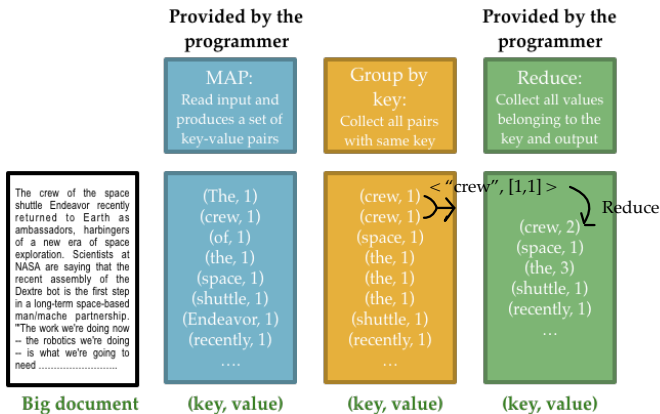 Provided by the
programmer
Provided by the
programmer
MAP:
Read input and
produces a set of
key-value pairs
Group by
key:
Collect all pairs
with same key
Reduce:
Collect all values
belonging to the
key and output
The crew of the space
shuttle Endeavor recently
returned to Earth as
ambassadors, harbingers
of a new era of space
exploration. Scientists at
NASA are saying that the
recent assembly of the
Dextre bot is the first step
in a long-term space-based
man/mache partnership.
'"The work we're doing now
-- the robotics we're doing
-- is what we're going to
need ............................
Big document
(The, 1)
(crew, 1)
(of, 1)
(the, 1)
(space, 1)
(shuttle, 1)
(Endeavor, 1)
(recently, 1)
….
(key, value)
(crew, 1)
(crew, 1)
(space, 1)
(the, 1)
(the, 1)
(the, 1)
(shuttle, 1)
(recently, 1)
…
(key, value)
< “crew”, [1,1] >
Reduce
(crew, 2)
(space, 1)
(the, 3)
(shuttle, 1)
(recently, 1)
…
(key, value)